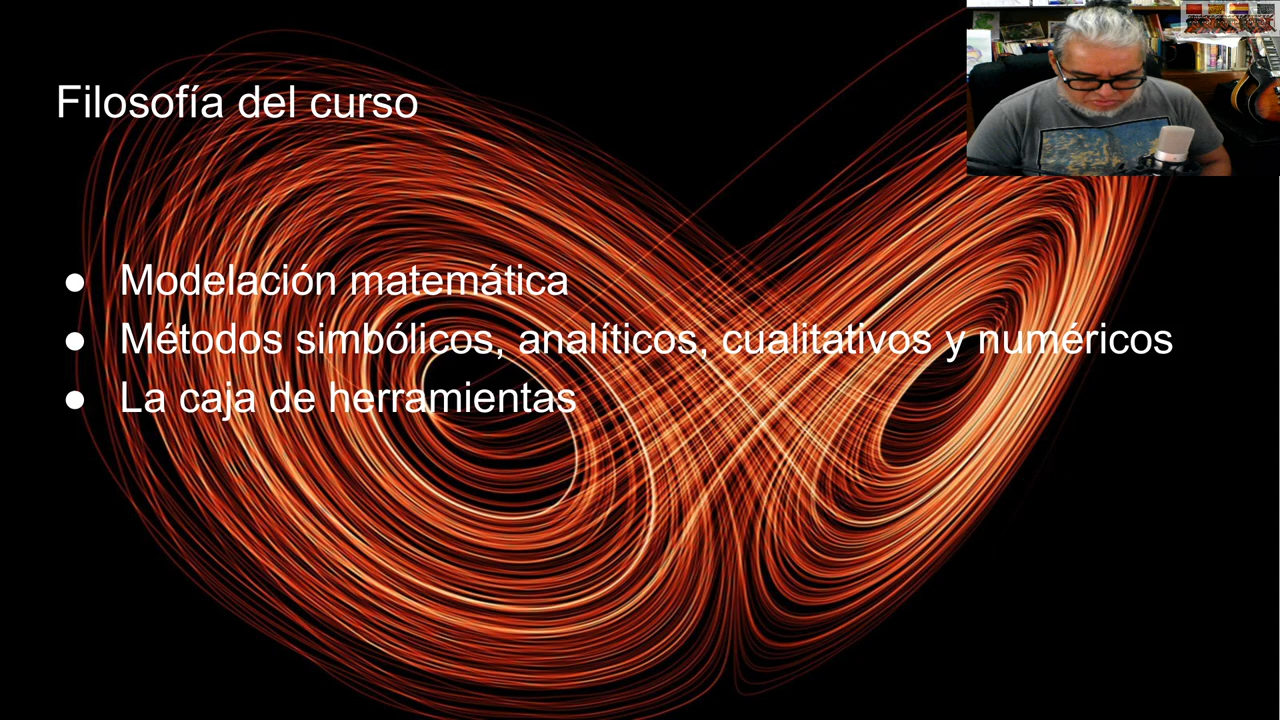 Filosofía del curso
● Modelación matemática
● Métodos simbólicos, analíticos, cualitativos y numéricos
● La caja de herramientas